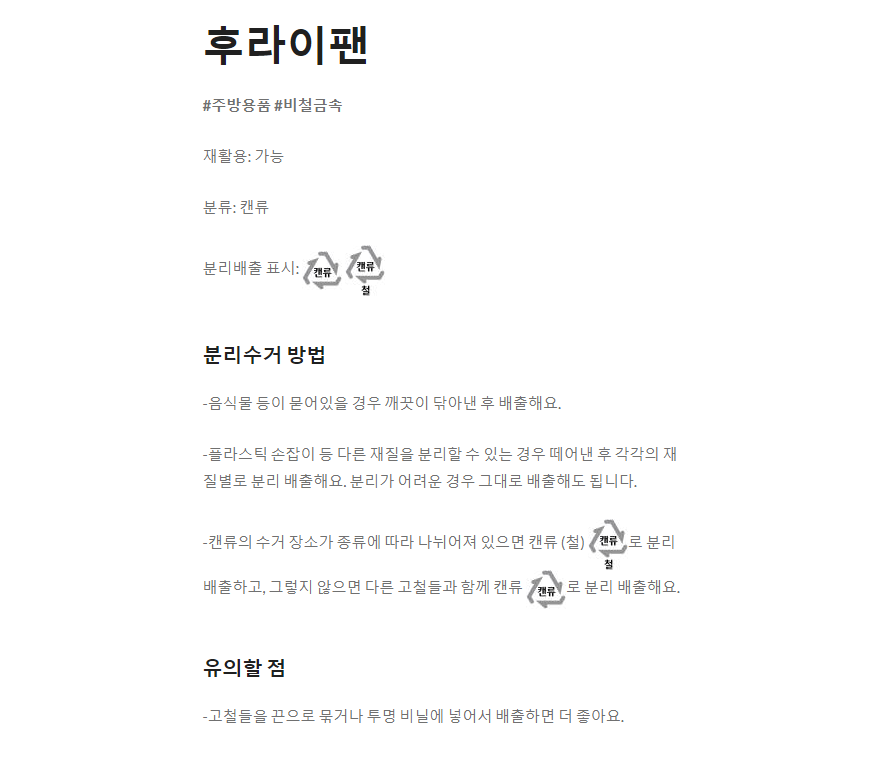 후라이팬
#주방용품 #비철금속
재활용: 가능
분류: 캔류
분리배출 표시: 캔류 캔류 철
분리수거 방법
-음식물 등이 묻어있을 경우 깨끗이 닦아낸 후 배출해요.
-플라스틱 손잡이 등 다른 재질을 분리할 수 있는 경우 떼어낸 후 각각의 재
질별로 분리 배출해요. 분리가 어려운 경우 그대로 배출해도 됩니다.
-캔류의 수거 장소가 종류에 따라 나뉘어져 있으면 캔류 (철) 캔류 철 로 분리
배출하고, 그렇지 않으면 다른 고철들과 함께 캔류 캔류 로 분리 배출해요.
유의할 점
-고철들을 끈으로 묶거나 투명 비닐에 넣어서 배출하면 더 좋아요.